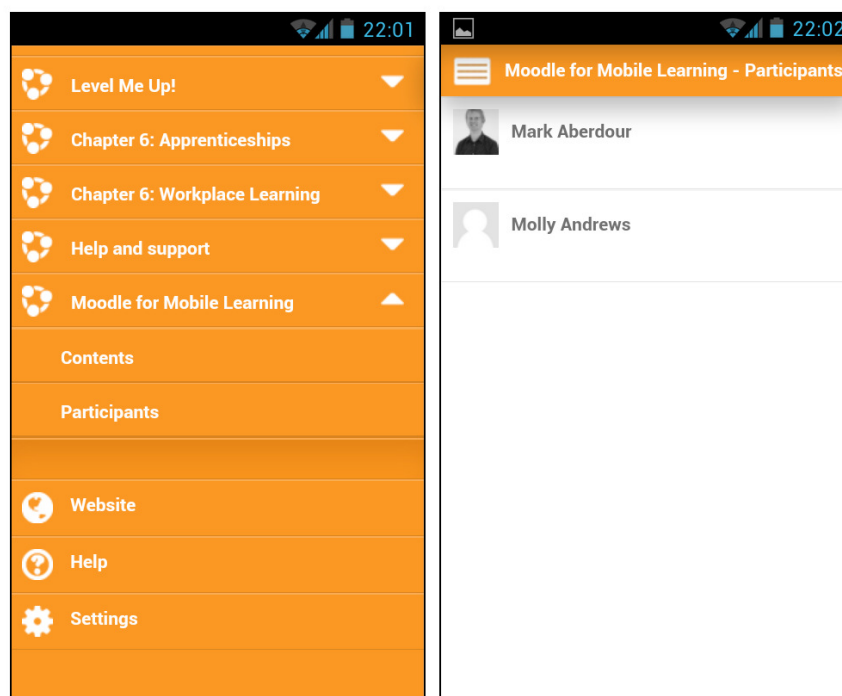 22:01
Level Me Up!
Chapter 6: Apprenticeships
Chapter 6: Workplace Learning
Help and support
Moodle for Mobile Learning
Contents
Participants
Website
Help
Settings
22:02
Moodle for Mobile Learning - Participants
Mark Aberdour
Molly Andrews